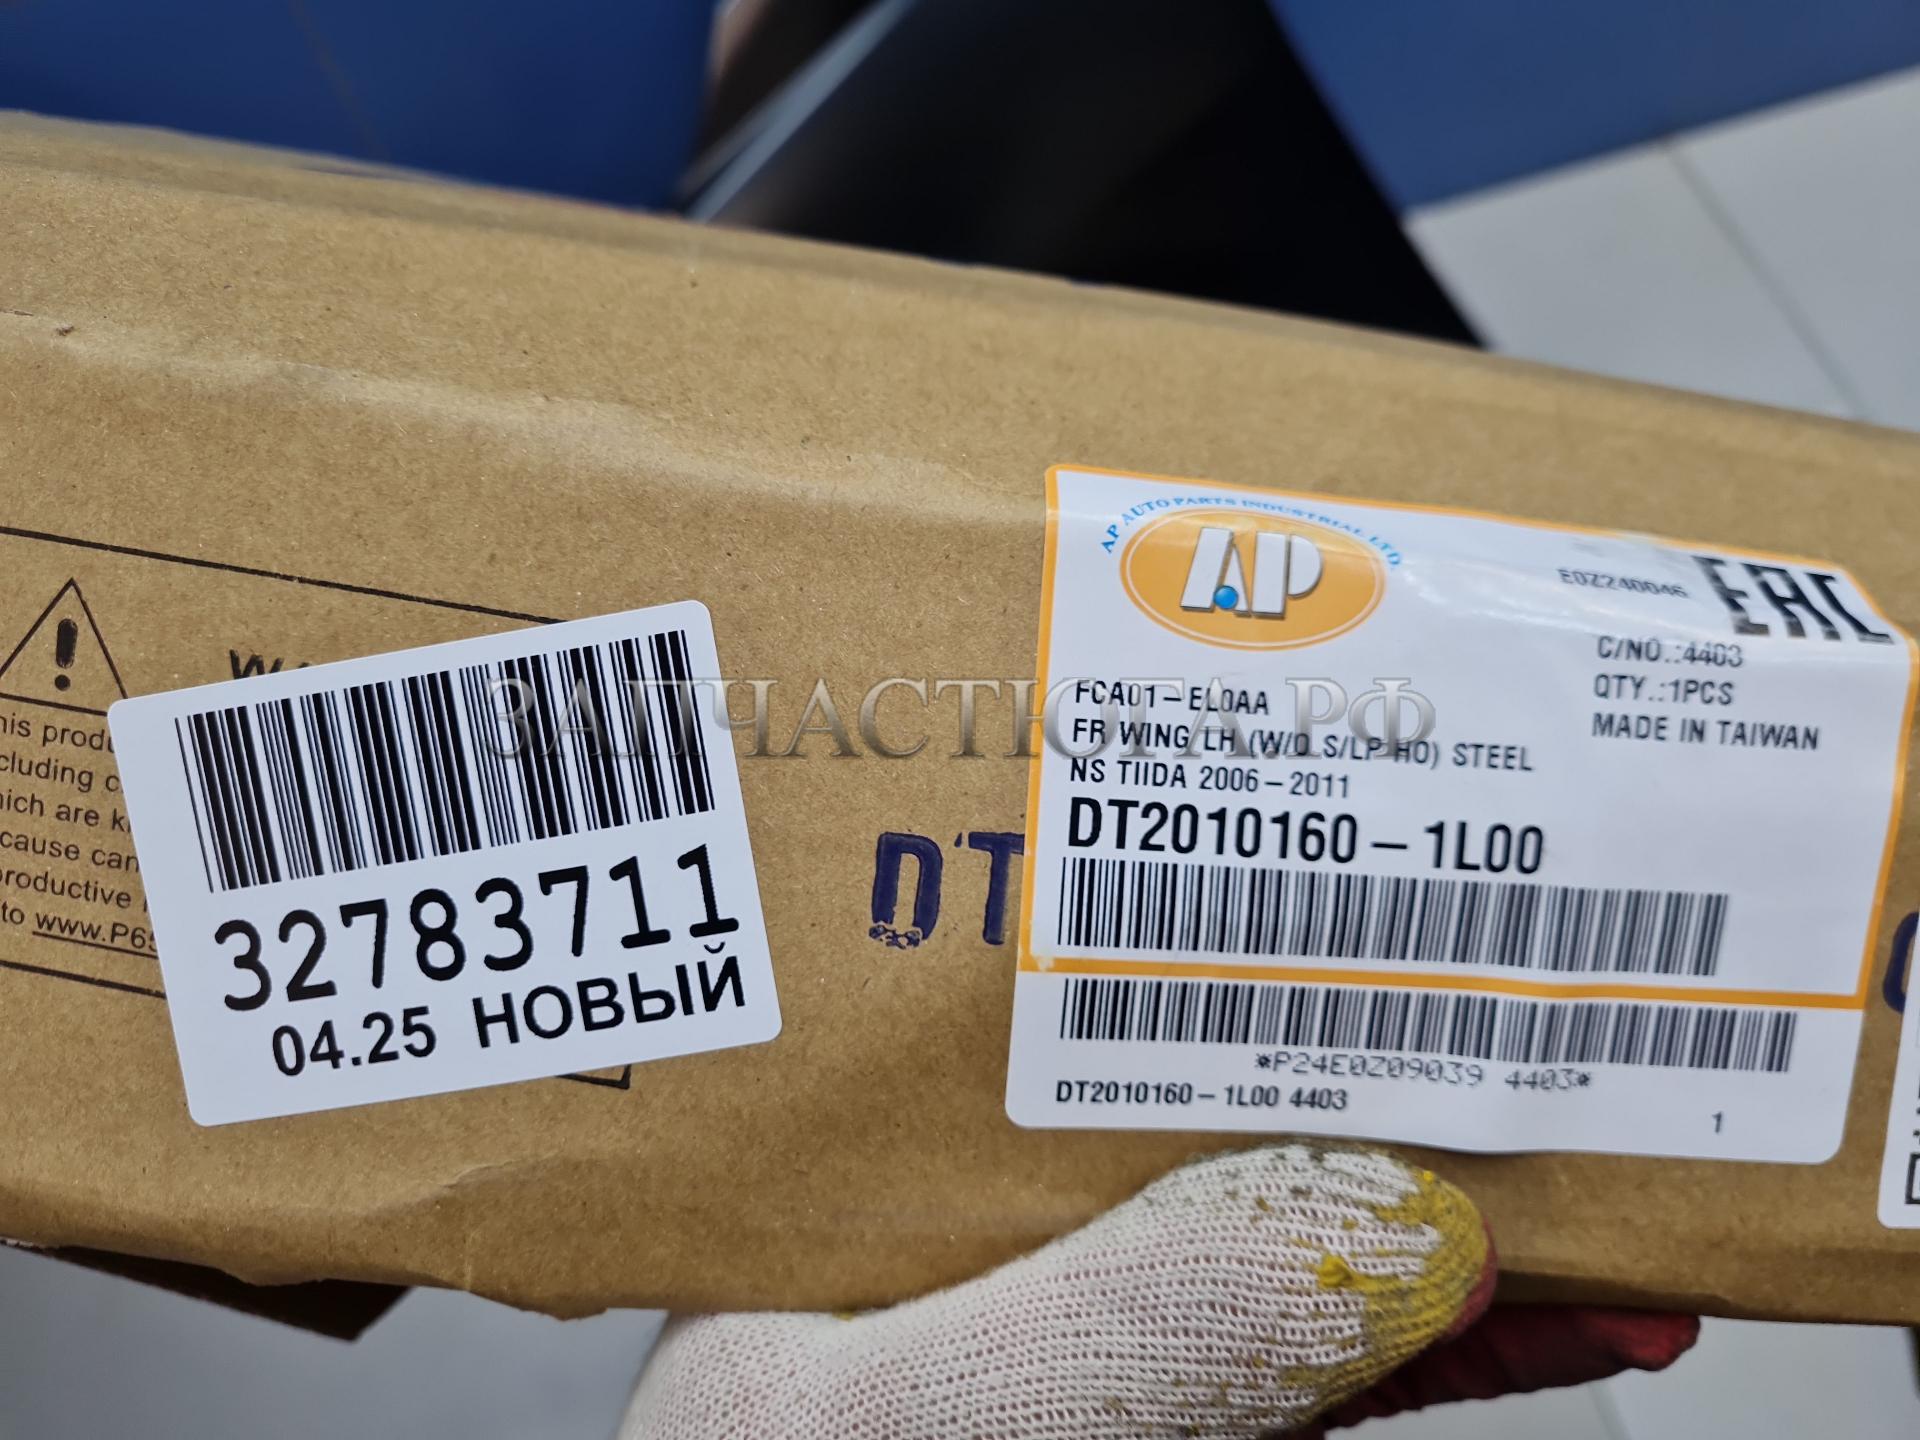 his produ
cluding c
ich are k
cause can
roductive
to www.P65
32783711
04.25 НОВЫЙ
ЗАПЧАСТЮГА.РФ
DT
AP AUTO PARTS INDUSTRIAL LTD.
AP
E0Z240046
EAC
C/NO.:4403
QTY.:1PCS
MADE IN TAIWAN
FCA01-EL0AA
FR WING LH (W/O S/LP HO) STEEL
NS TIIDA 2006-2011
DT2010160-1L00
*P24E0Z09039 4403*
DT2010160-1L00 4403
1